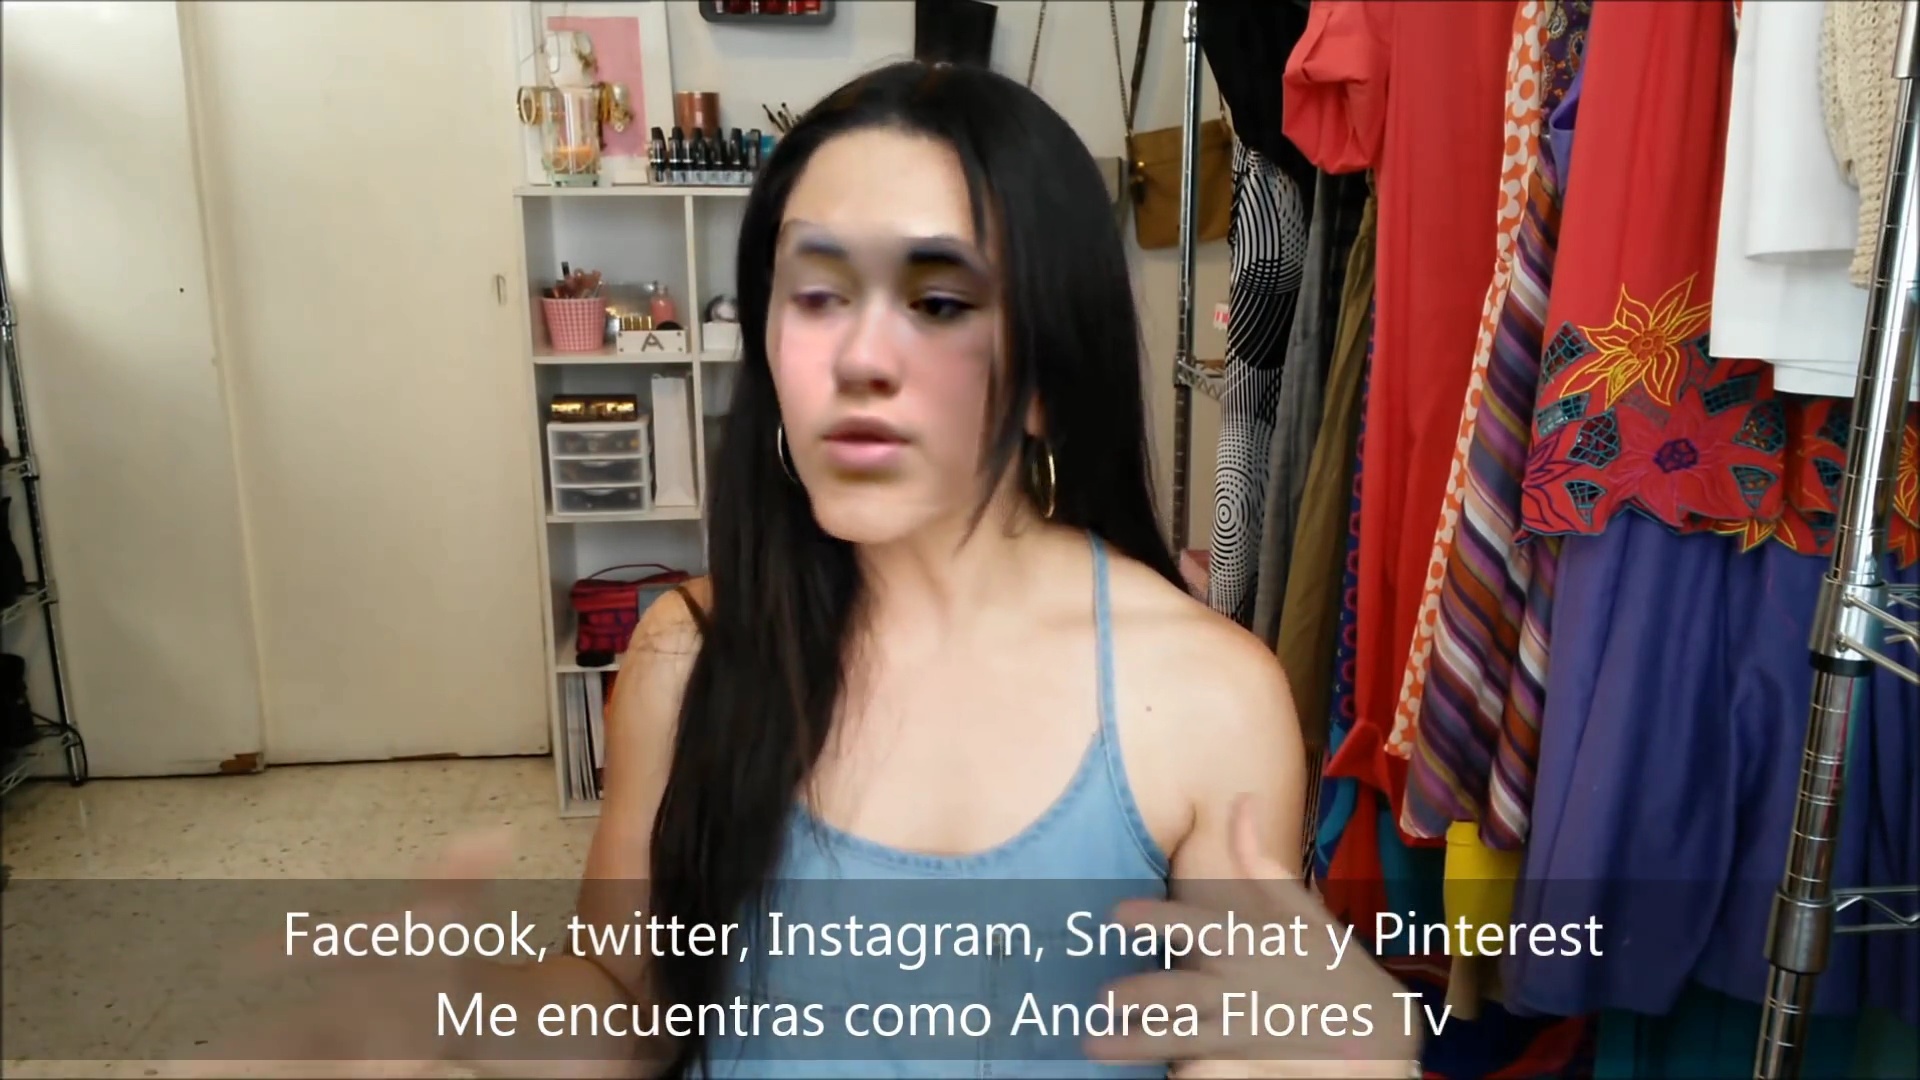 A
Facebook, twitter, Instagram, Snapchat y Pinterest
Me encuentras como Andrea Flores Tv